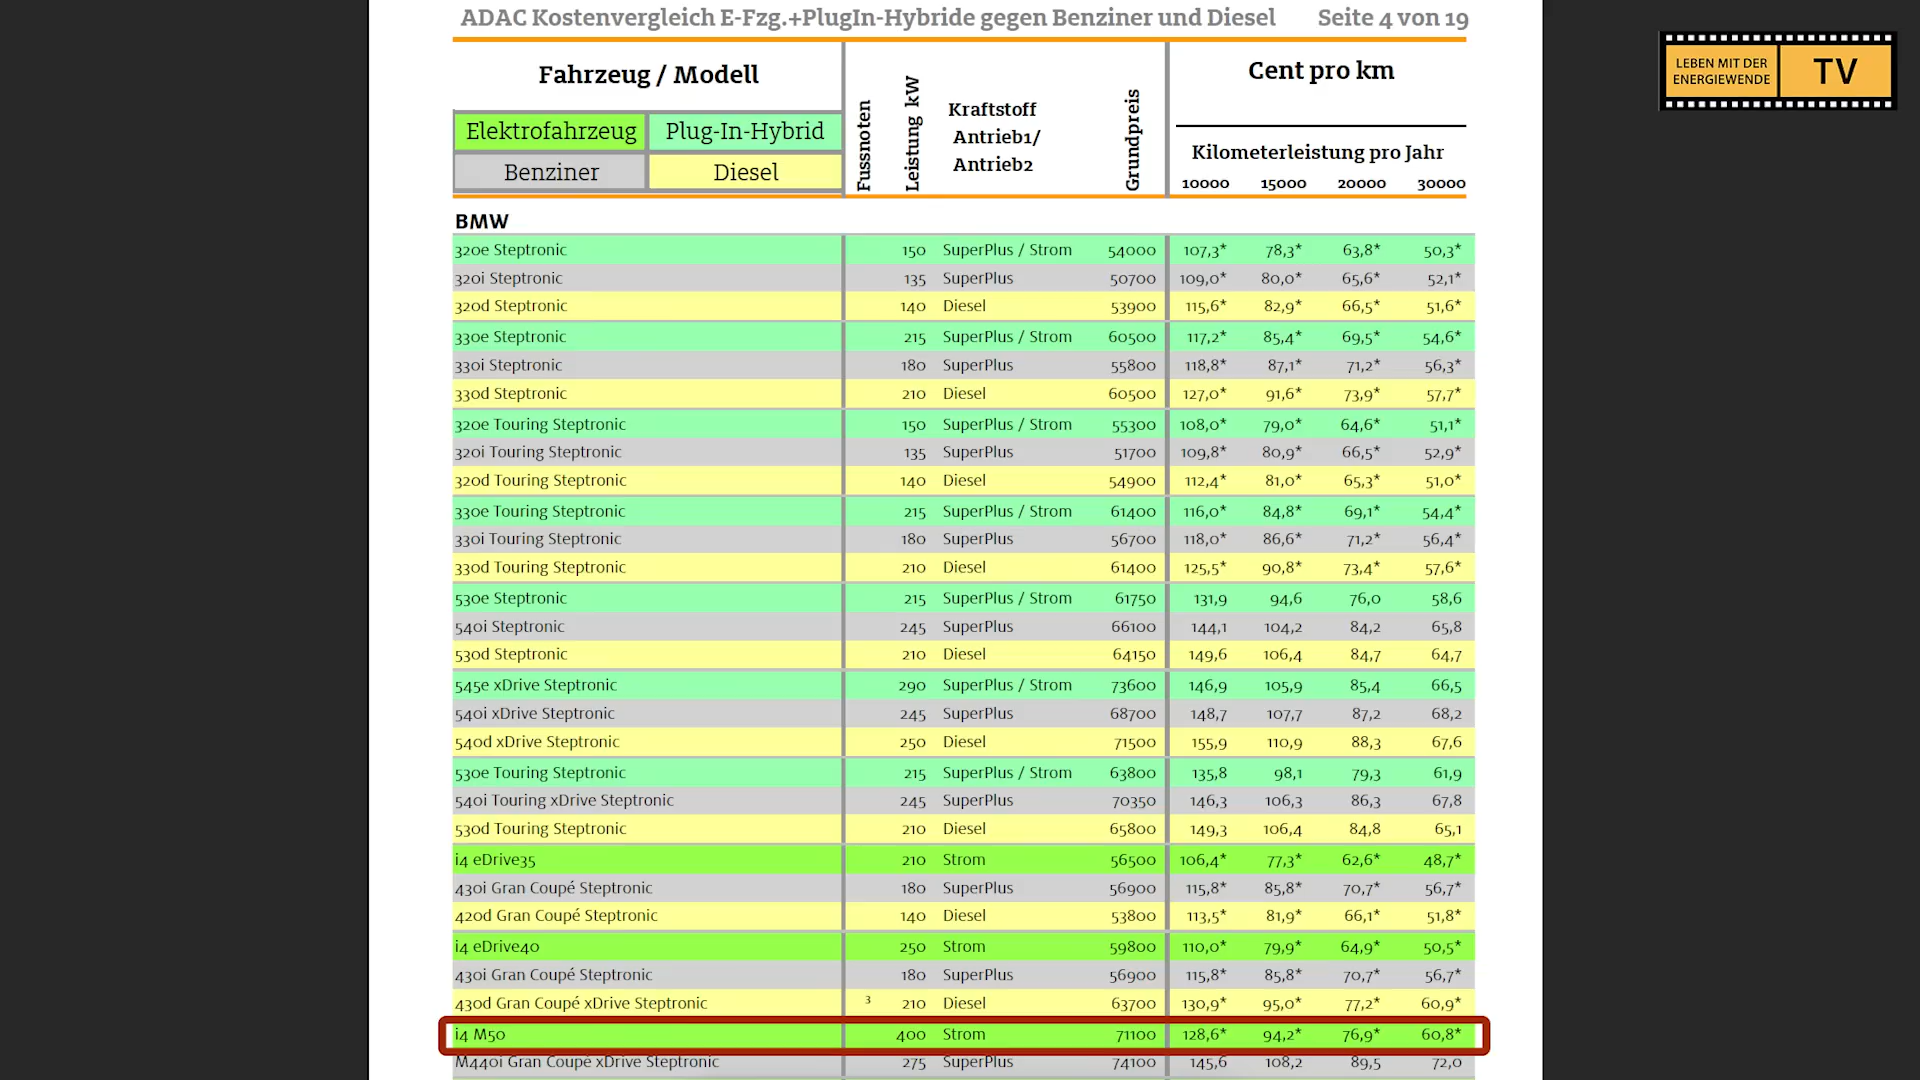 ADAC Kostenvergleich E-Fzg.+PlugIn-Hybride gegen Benziner und Diesel Seite 4 von 19
LEBEN MIT DER ENERGIEWENDE TV
Fahrzeug / Modell
Elektrofahrzeug Plug-In-Hybrid
Benziner Diesel
Fussnoten
Leistung kW
Kraftstoff
Antrieb1/
Antrieb2
Grundpreis
Cent pro km
Kilometerleistung pro Jahr
10000 15000 20000 30000
BMW
320e Steptronic 150 SuperPlus / Strom 54000 107,3* 78,3* 63,8* 50,3*
320i Steptronic 135 SuperPlus 50700 109,0* 80,0* 65,6* 52,1*
320d Steptronic 140 Diesel 53900 115,6* 82,9* 66,5* 51,6*
330e Steptronic 215 SuperPlus / Strom 60500 117,2* 85,4* 69,5* 54,6*
330i Steptronic 180 SuperPlus 55800 118,8* 87,1* 71,2* 56,3*
330d Steptronic 210 Diesel 60500 127,0* 91,6* 73,9* 57,7*
320e Touring Steptronic 150 SuperPlus / Strom 55300 108,0* 79,0* 64,6* 51,1*
320i Touring Steptronic 135 SuperPlus 51700 109,8* 80,9* 66,5* 52,9*
320d Touring Steptronic 140 Diesel 54900 112,4* 81,0* 65,3* 51,0*
330e Touring Steptronic 215 SuperPlus / Strom 61400 116,0* 84,8* 69,1* 54,4*
330i Touring Steptronic 180 SuperPlus 56700 118,0* 86,6* 71,2* 56,4*
330d Touring Steptronic 210 Diesel 61400 125,5* 90,8* 73,4* 57,6*
530e Steptronic 215 SuperPlus / Strom 61750 131,9 94,6 76,0 58,6
540i Steptronic 245 SuperPlus 66100 144,1 104,2 84,2 65,8
530d Steptronic 210 Diesel 64150 149,6 106,4 84,7 64,7
545e xDrive Steptronic 290 SuperPlus / Strom 73600 146,9 105,9 85,4 66,5
540i xDrive Steptronic 245 SuperPlus 68700 148,7 107,7 87,2 68,2
540d xDrive Steptronic 250 Diesel 71500 155,9 110,9 88,3 67,6
530e Touring Steptronic 215 SuperPlus / Strom 63800 135,8 98,1 79,3 61,9
540i Touring xDrive Steptronic 245 SuperPlus 70350 146,3 106,3 86,3 67,8
530d Touring Steptronic 210 Diesel 65800 149,3 106,4 84,8 65,1
i4 eDrive35 210 Strom 56500 106,4* 77,3* 62,6* 48,7*
430i Gran Coupé Steptronic 180 SuperPlus 56900 115,8* 85,8* 70,7* 56,7*
420d Gran Coupé Steptronic 140 Diesel 53800 113,5* 81,9* 66,1* 51,8*
i4 eDrive40 250 Strom 59800 110,0* 79,9* 64,9* 50,5*
430i Gran Coupé Steptronic 180 SuperPlus 56900 115,8* 85,8* 70,7* 56,7*
430d Gran Coupé xDrive Steptronic 3 210 Diesel 63700 130,9* 95,0* 77,2* 60,9*
i4 M50 400 Strom 71100 128,6* 94,2* 76,9* 60,8*
M440i Gran Coupé xDrive Steptronic 275 SuperPlus 74100 145,6 108,2 89,5 72,0